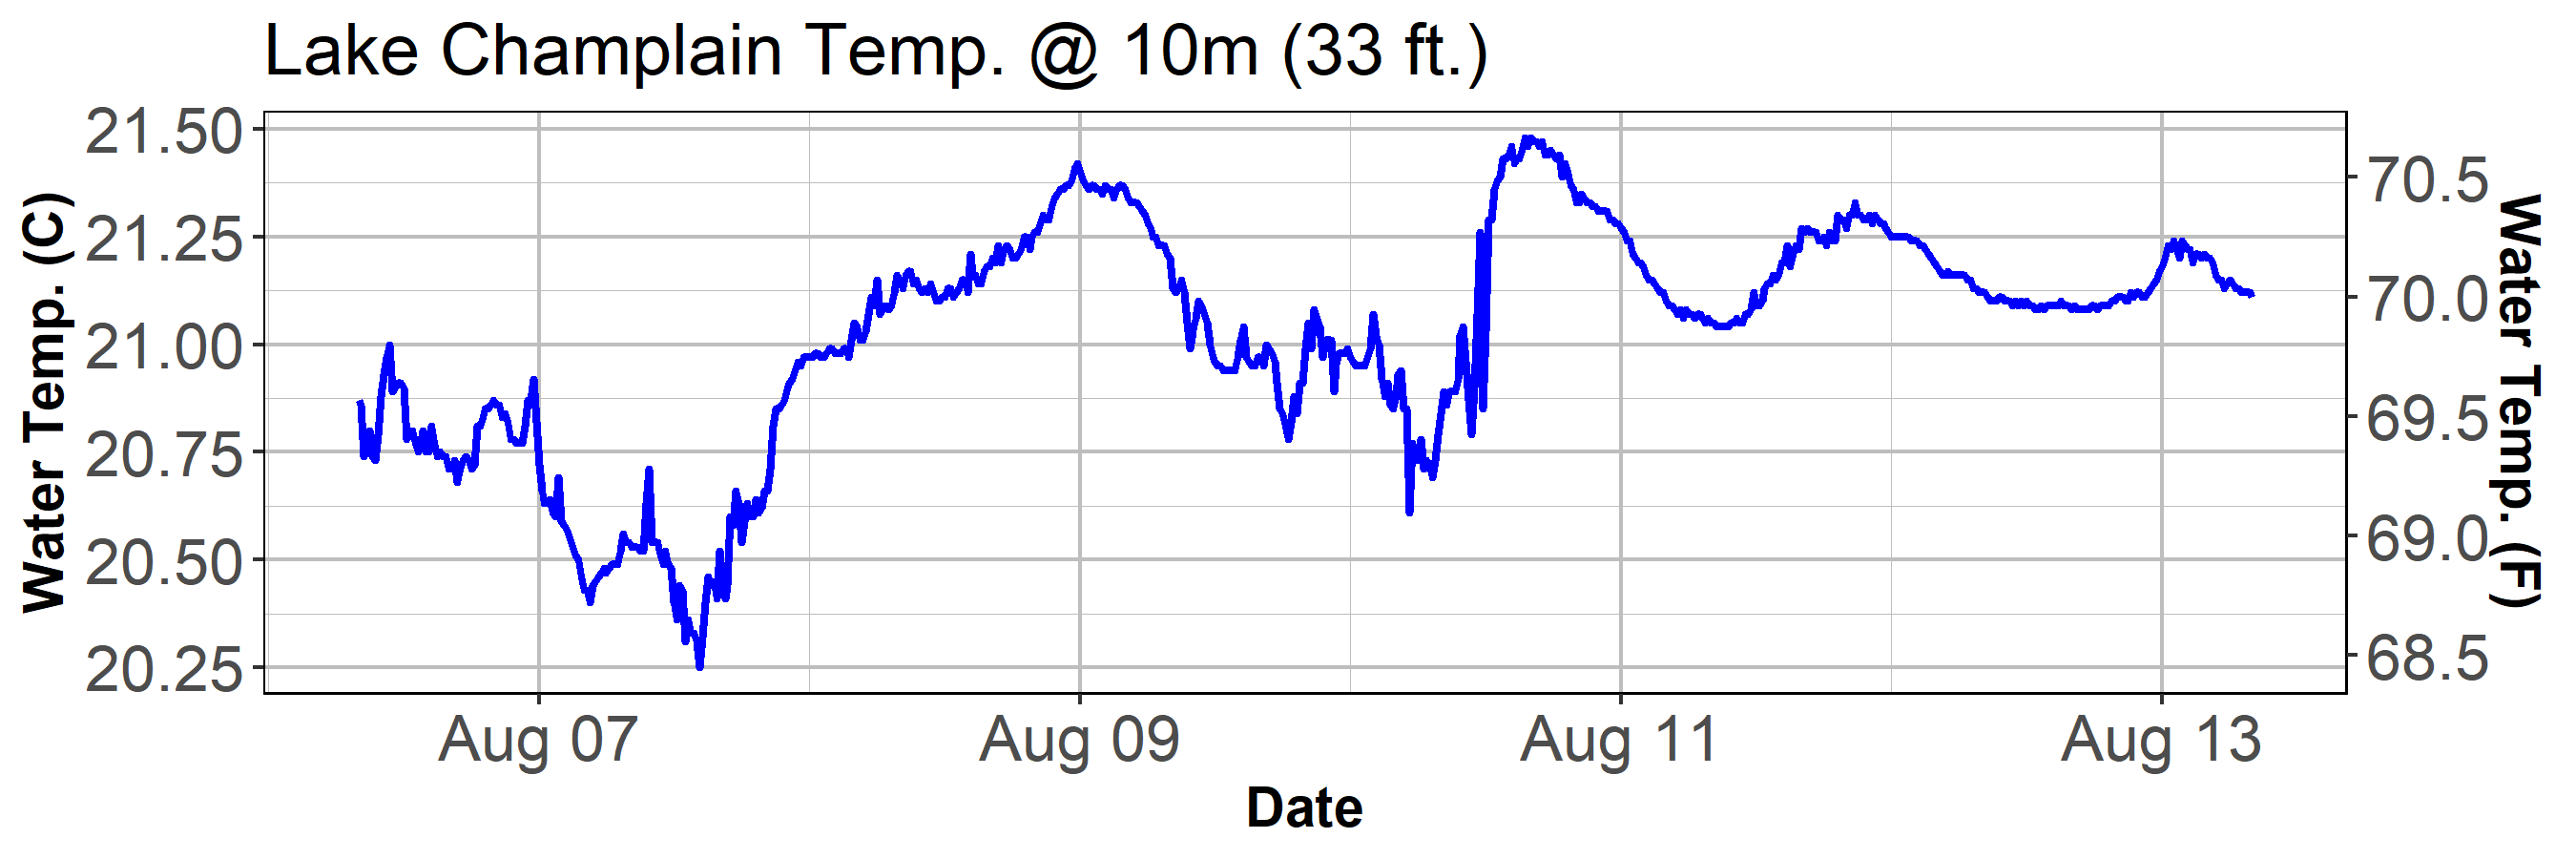 Lake Champlain Temp. @ 10m (33 ft.)
Water Temp. (C)
21.50
21.25
21.00
20.75
20.50
20.25
70.5
70.0
69.5
69.0
68.5
Water Temp. (F)
Aug 07 Aug 09 Aug 11 Aug 13
Date